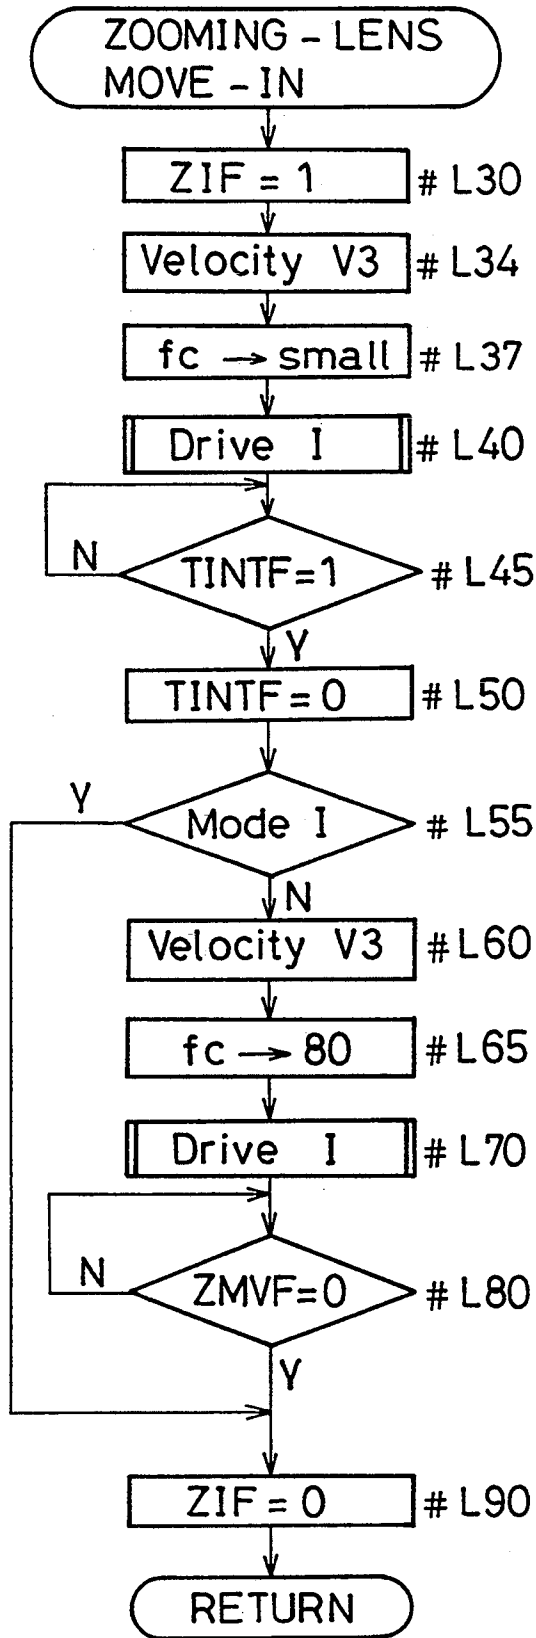 ZOOMING - LENS
MOVE - IN
ZIF = 1 # L30
Velocity V3 # L34
fc → small # L37
Drive I # L40
N TINTF=1 # L45
Y
TINTF = 0 # L50
Y Mode I # L55
N
Velocity V3 # L60
fc → 80 # L65
Drive I # L70
N ZMVF=0 # L80
Y
ZIF = 0 # L90
RETURN